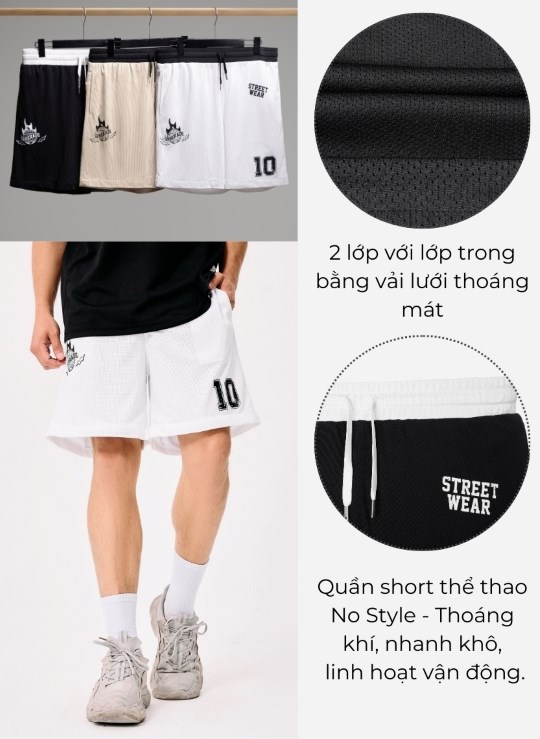 STREET
WEAR
10
2 lớp với lớp trong
bằng vải lưới thoáng
mát
10
STREET
WEAR
Quần short thể thao
No Style - Thoáng
khí, nhanh khô,
linh hoạt vận động.